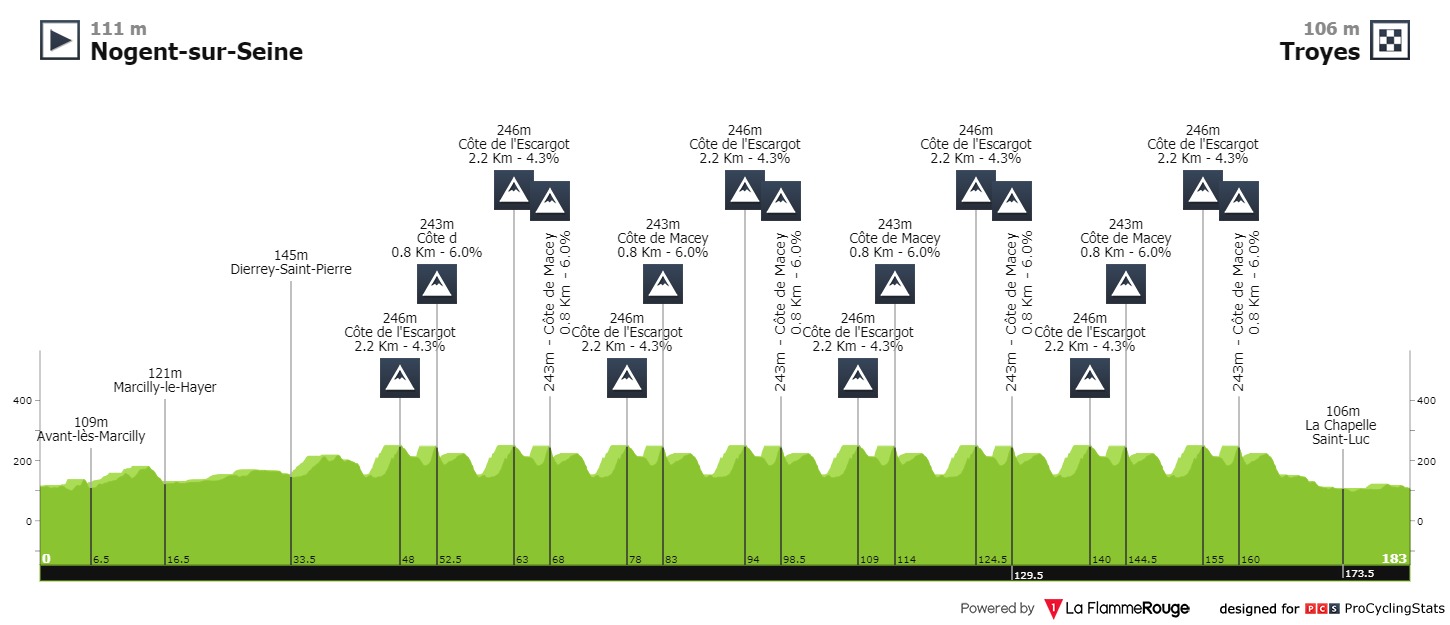 111 m
Nogent-sur-Seine
106 m
Troyes
246m
Côte de l'Escargot
2.2 Km - 4.3%
246m
Côte de l'Escargot
2.2 Km - 4.3%
246m
Côte de l'Escargot
2.2 Km - 4.3%
246m
Côte de l'Escargot
2.2 Km - 4.3%
243m
Côte d
0.8 Km - 6.0%
243m
Côte de Macey
0.8 Km - 6.0%
243m
Côte de Macey
0.8 Km - 6.0%
243m
Côte de Macey
0.8 Km - 6.0%
243m - Côte de Macey
0.8 Km - 6.0%
243m - Côte de Macey
0.8 Km - 6.0%
243m - Côte de Macey
0.8 Km - 6.0%
243m - Côte de Macey
0.8 Km - 6.0%
145m
Dierrey-Saint-Pierre
246m
Côte de l'Escargot
2.2 Km - 4.3%
246m
Côte de l'Escargot
2.2 Km - 4.3%
246m
Côte de l'Escargot
2.2 Km - 4.3%
246m
Côte de l'Escargot
2.2 Km - 4.3%
121m
Marcilly-le-Hayer
109m
Avant-lès-Marcilly
106m
La Chapelle
Saint-Luc
400
200
0
400
200
0
0 6.5 16.5 33.5 48 52.5 63 68 78 83 94 98.5 109 114 124.5 140 144.5 155 160 183
129.5 173.5
Powered by 1 La FlammeRouge designed for PCS ProCyclingStats